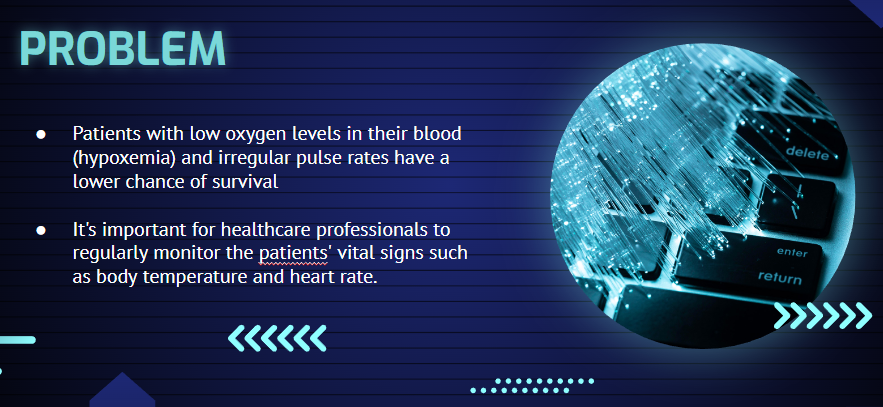 PROBLEM
● Patients with low oxygen levels in their blood
(hypoxemia) and irregular pulse rates have a
lower chance of survival
● It's important for healthcare professionals to
regularly monitor the patients' vital signs such
as body temperature and heart rate.
delete
enter
return